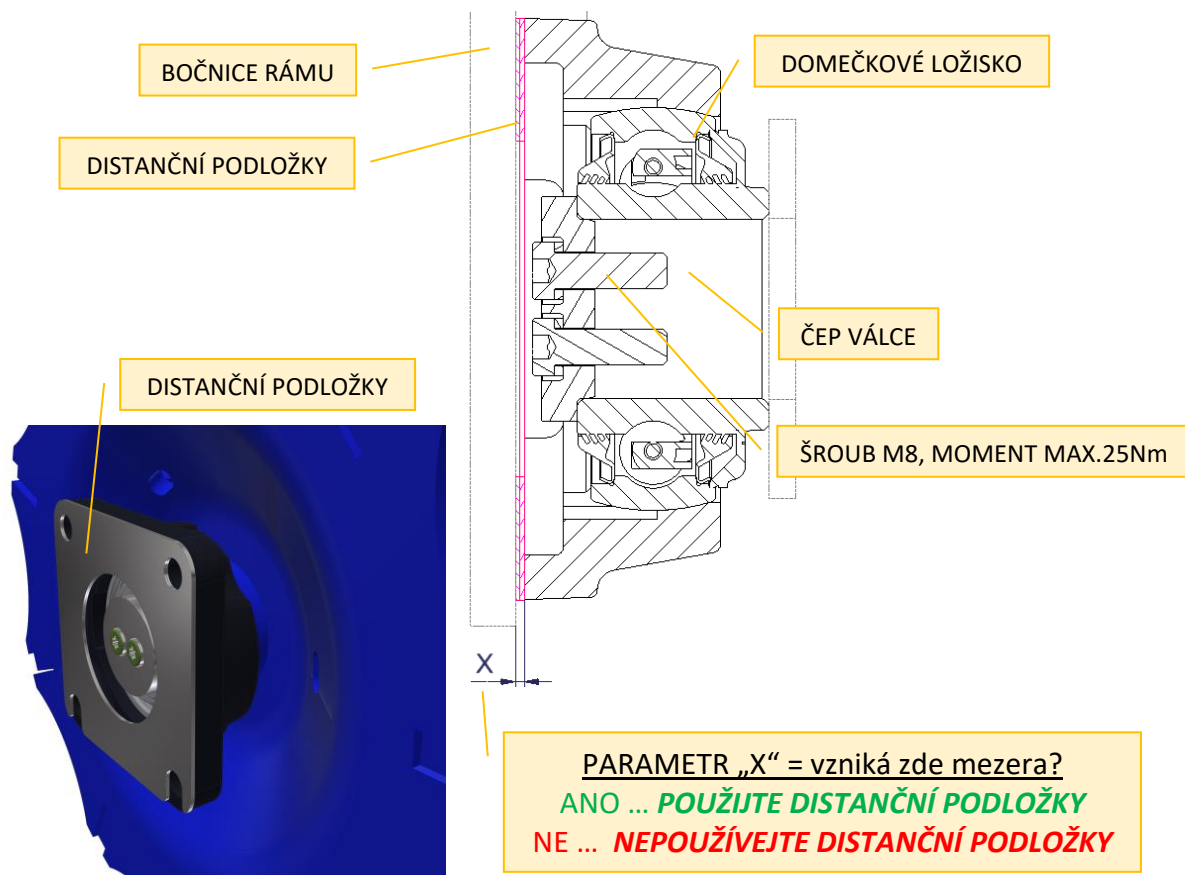 BOČNICE RÁMU
DOMEČKOVÉ LOŽISKO
DISTANČNÍ PODLOŽKY
ČEP VÁLCE
DISTANČNÍ PODLOŽKY
ŠROUB M8, MOMENT MAX.25Nm
X
PARAMETR „X“ = vzniká zde mezera?
ANO ... POUŽIJTE DISTANČNÍ PODLOŽKY
NE ... NEPOUŽÍVEJTE DISTANČNÍ PODLOŽKY